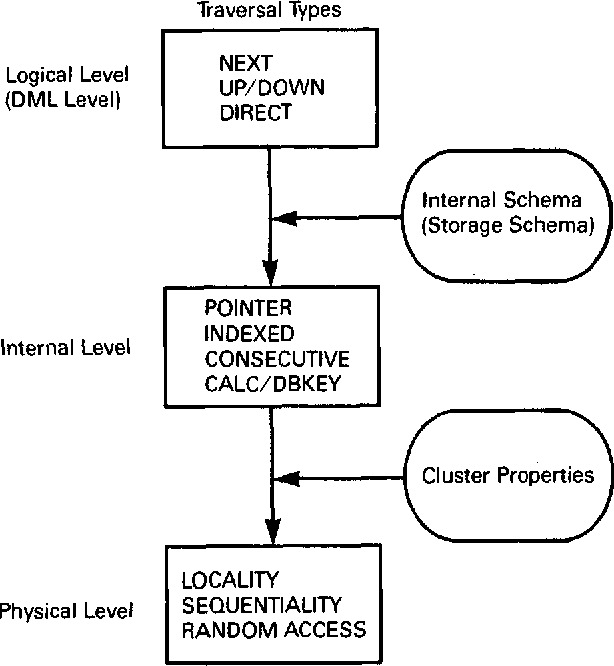 Traversal Types
Logical Level
(DML Level)
NEXT
UP/DOWN
DIRECT
Internal Schema
(Storage Schema)
Internal Level
POINTER
INDEXED
CONSECUTIVE
CALC/DBKEY
Cluster Properties
Physical Level
LOCALITY
SEQUENTIALITY
RANDOM ACCESS